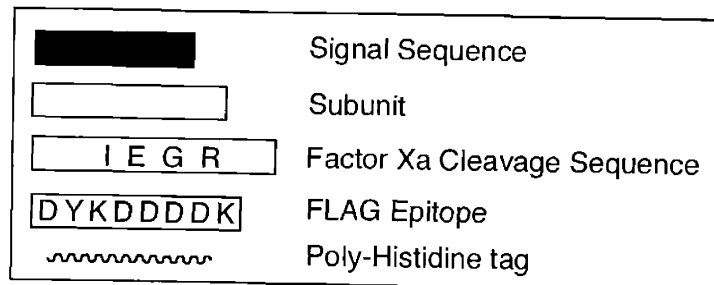 Signal Sequence
Subunit
I E G R Factor Xa Cleavage Sequence
DYKDDDDK FLAG Epitope
Poly-Histidine tag